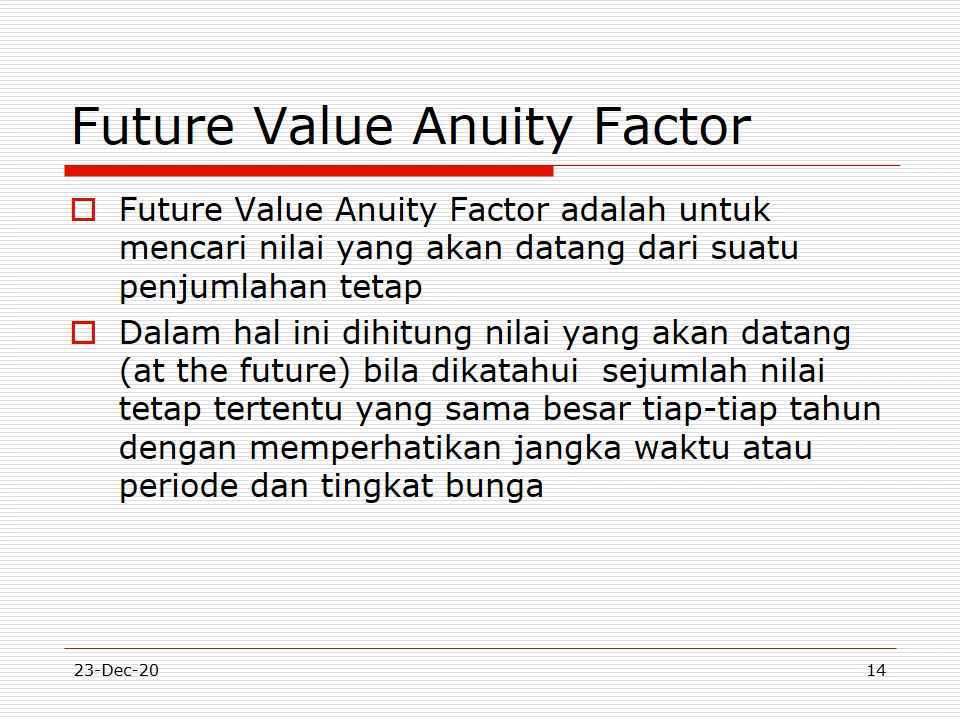 Future Value Anuity Factor
Future Value Anuity Factor adalah untuk
mencari nilai yang akan datang dari suatu
penjumlahan tetap
Dalam hal ini dihitung nilai yang akan datang
(at the future) bila dikatahui  sejumlah nilai
tetap tertentu yang sama besar tiap-tiap tahun
dengan memperhatikan jangka waktu atau
periode dan tingkat bunga
23-Dec-20
14